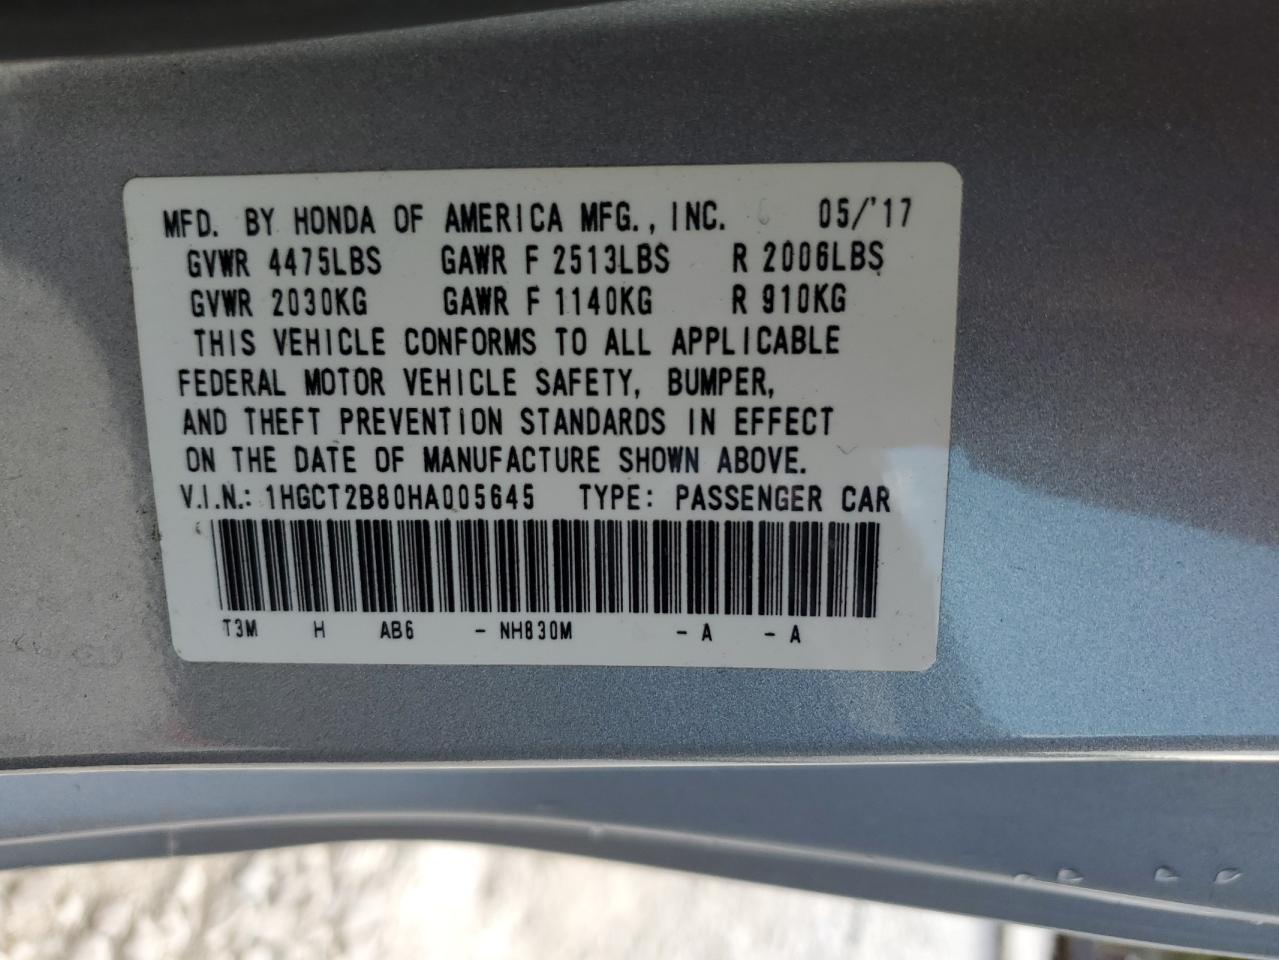 MFD. BY HONDA OF AMERICA MFG., INC. 05/'17
GVWR 4475LBS GAWR F 2513LBS R 2006LBS
GVWR 2030KG GAWR F 1140KG R 910KG
THIS VEHICLE CONFORMS TO ALL APPLICABLE
FEDERAL MOTOR VEHICLE SAFETY, BUMPER,
AND THEFT PREVENTION STANDARDS IN EFFECT
ON THE DATE OF MANUFACTURE SHOWN ABOVE.
V.I.N.: 1HGCT2B80HA005645 TYPE: PASSENGER CAR
T3M H AB6 - NH830M - A - A